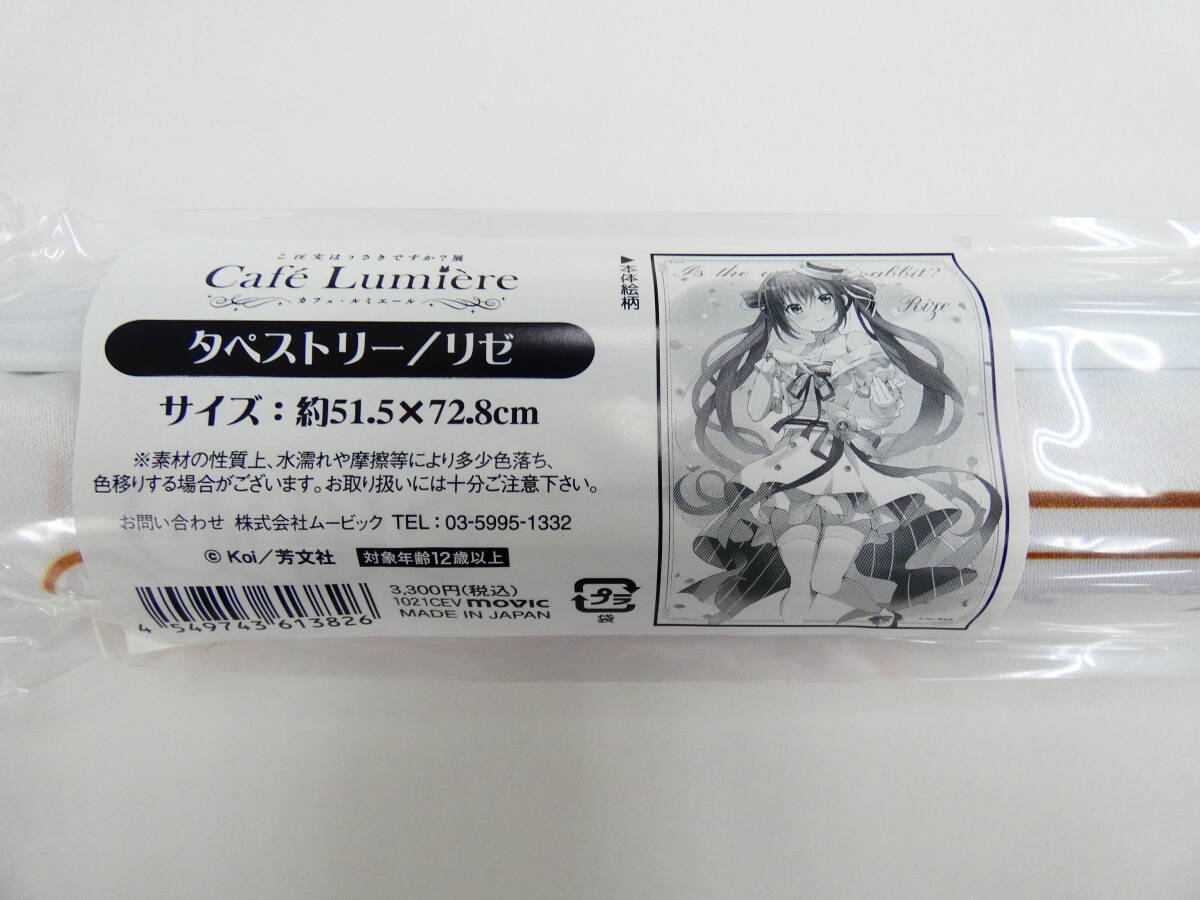 ご注文はうさぎですか?展
Café Lumière
カフェ・ルミエール
タペストリー/リゼ
サイズ:約51.5×72.8cm
※素材の性質上、水濡れや摩擦等により多少色落ち、
色移りする場合がございます。お取り扱いには十分ご注意下さい。
お問い合わせ 株式会社ムービック TEL:03-5995-1332
© Koi/芳文社 対象年齢12歳以上
3,300円(税込)
1021CEV movic
MADE IN JAPAN
4 549743 613826
プラ
袋
▶本体絵柄
Is the rabbit?
Rize